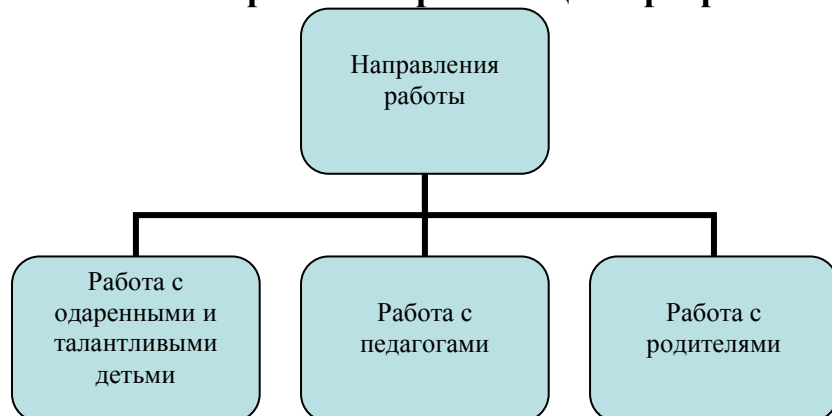 Направления
работы
Работа с
одаренными и
талантливыми
детьми
Работа с
педагогами
Работа с
родителями